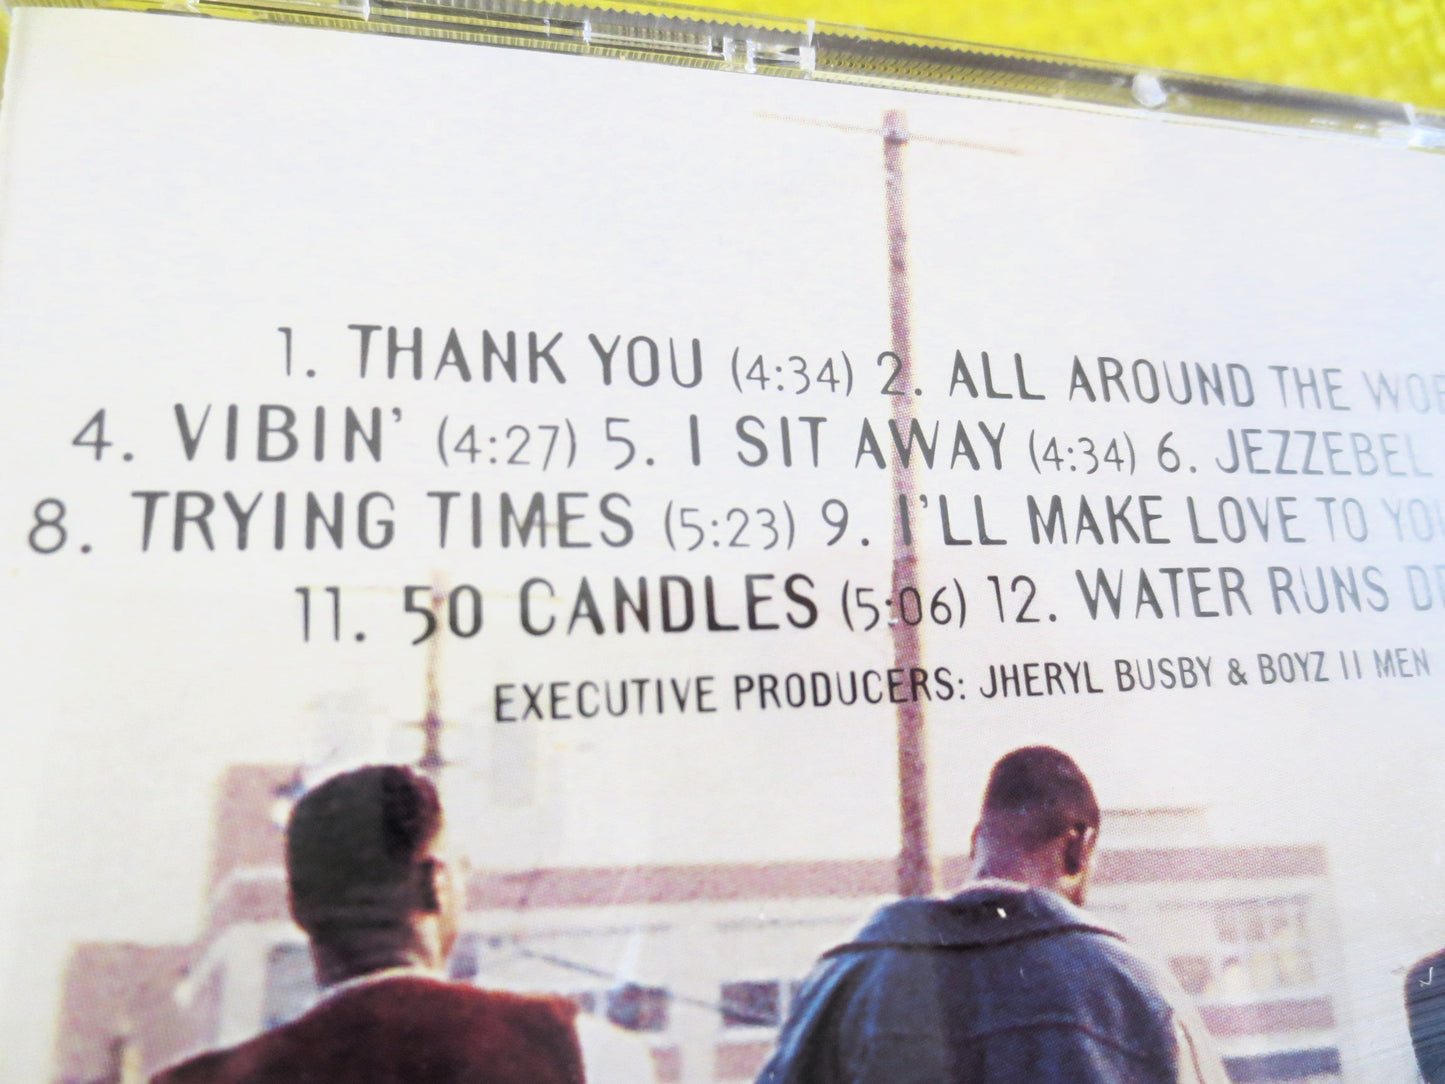 1. THANK YOU (4:34) 2. ALL AROUND THE
4. VIBIN' (4:27) 5. I SIT AWAY (4:34) 6. JEZZEBEL
8. TRYING TIMES (5:23) 9. I'LL MAKE LOVE TO
11. 50 CANDLES (5:06) 12. WATER RUNS
EXECUTIVE PRODUCERS: JHERYL BUSBY & BOYZ II MEN